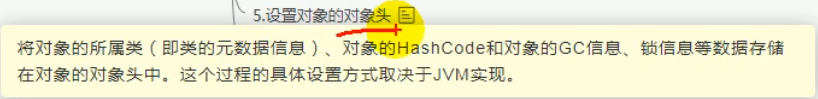 5.设置对象的对象头
将对象的所属类（即类的元数据信息）、对象的HashCode和对象的GC信息、锁信息等数据存储
在对象的对象头中。这个过程的具体设置方式取决于JVM实现。